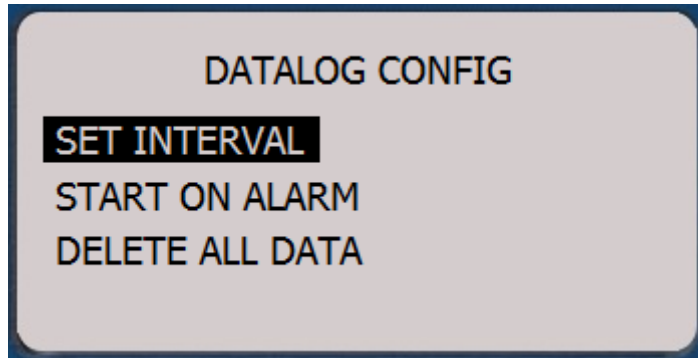 DATALOG CONFIG
SET INTERVAL
START ON ALARM
DELETE ALL DATA